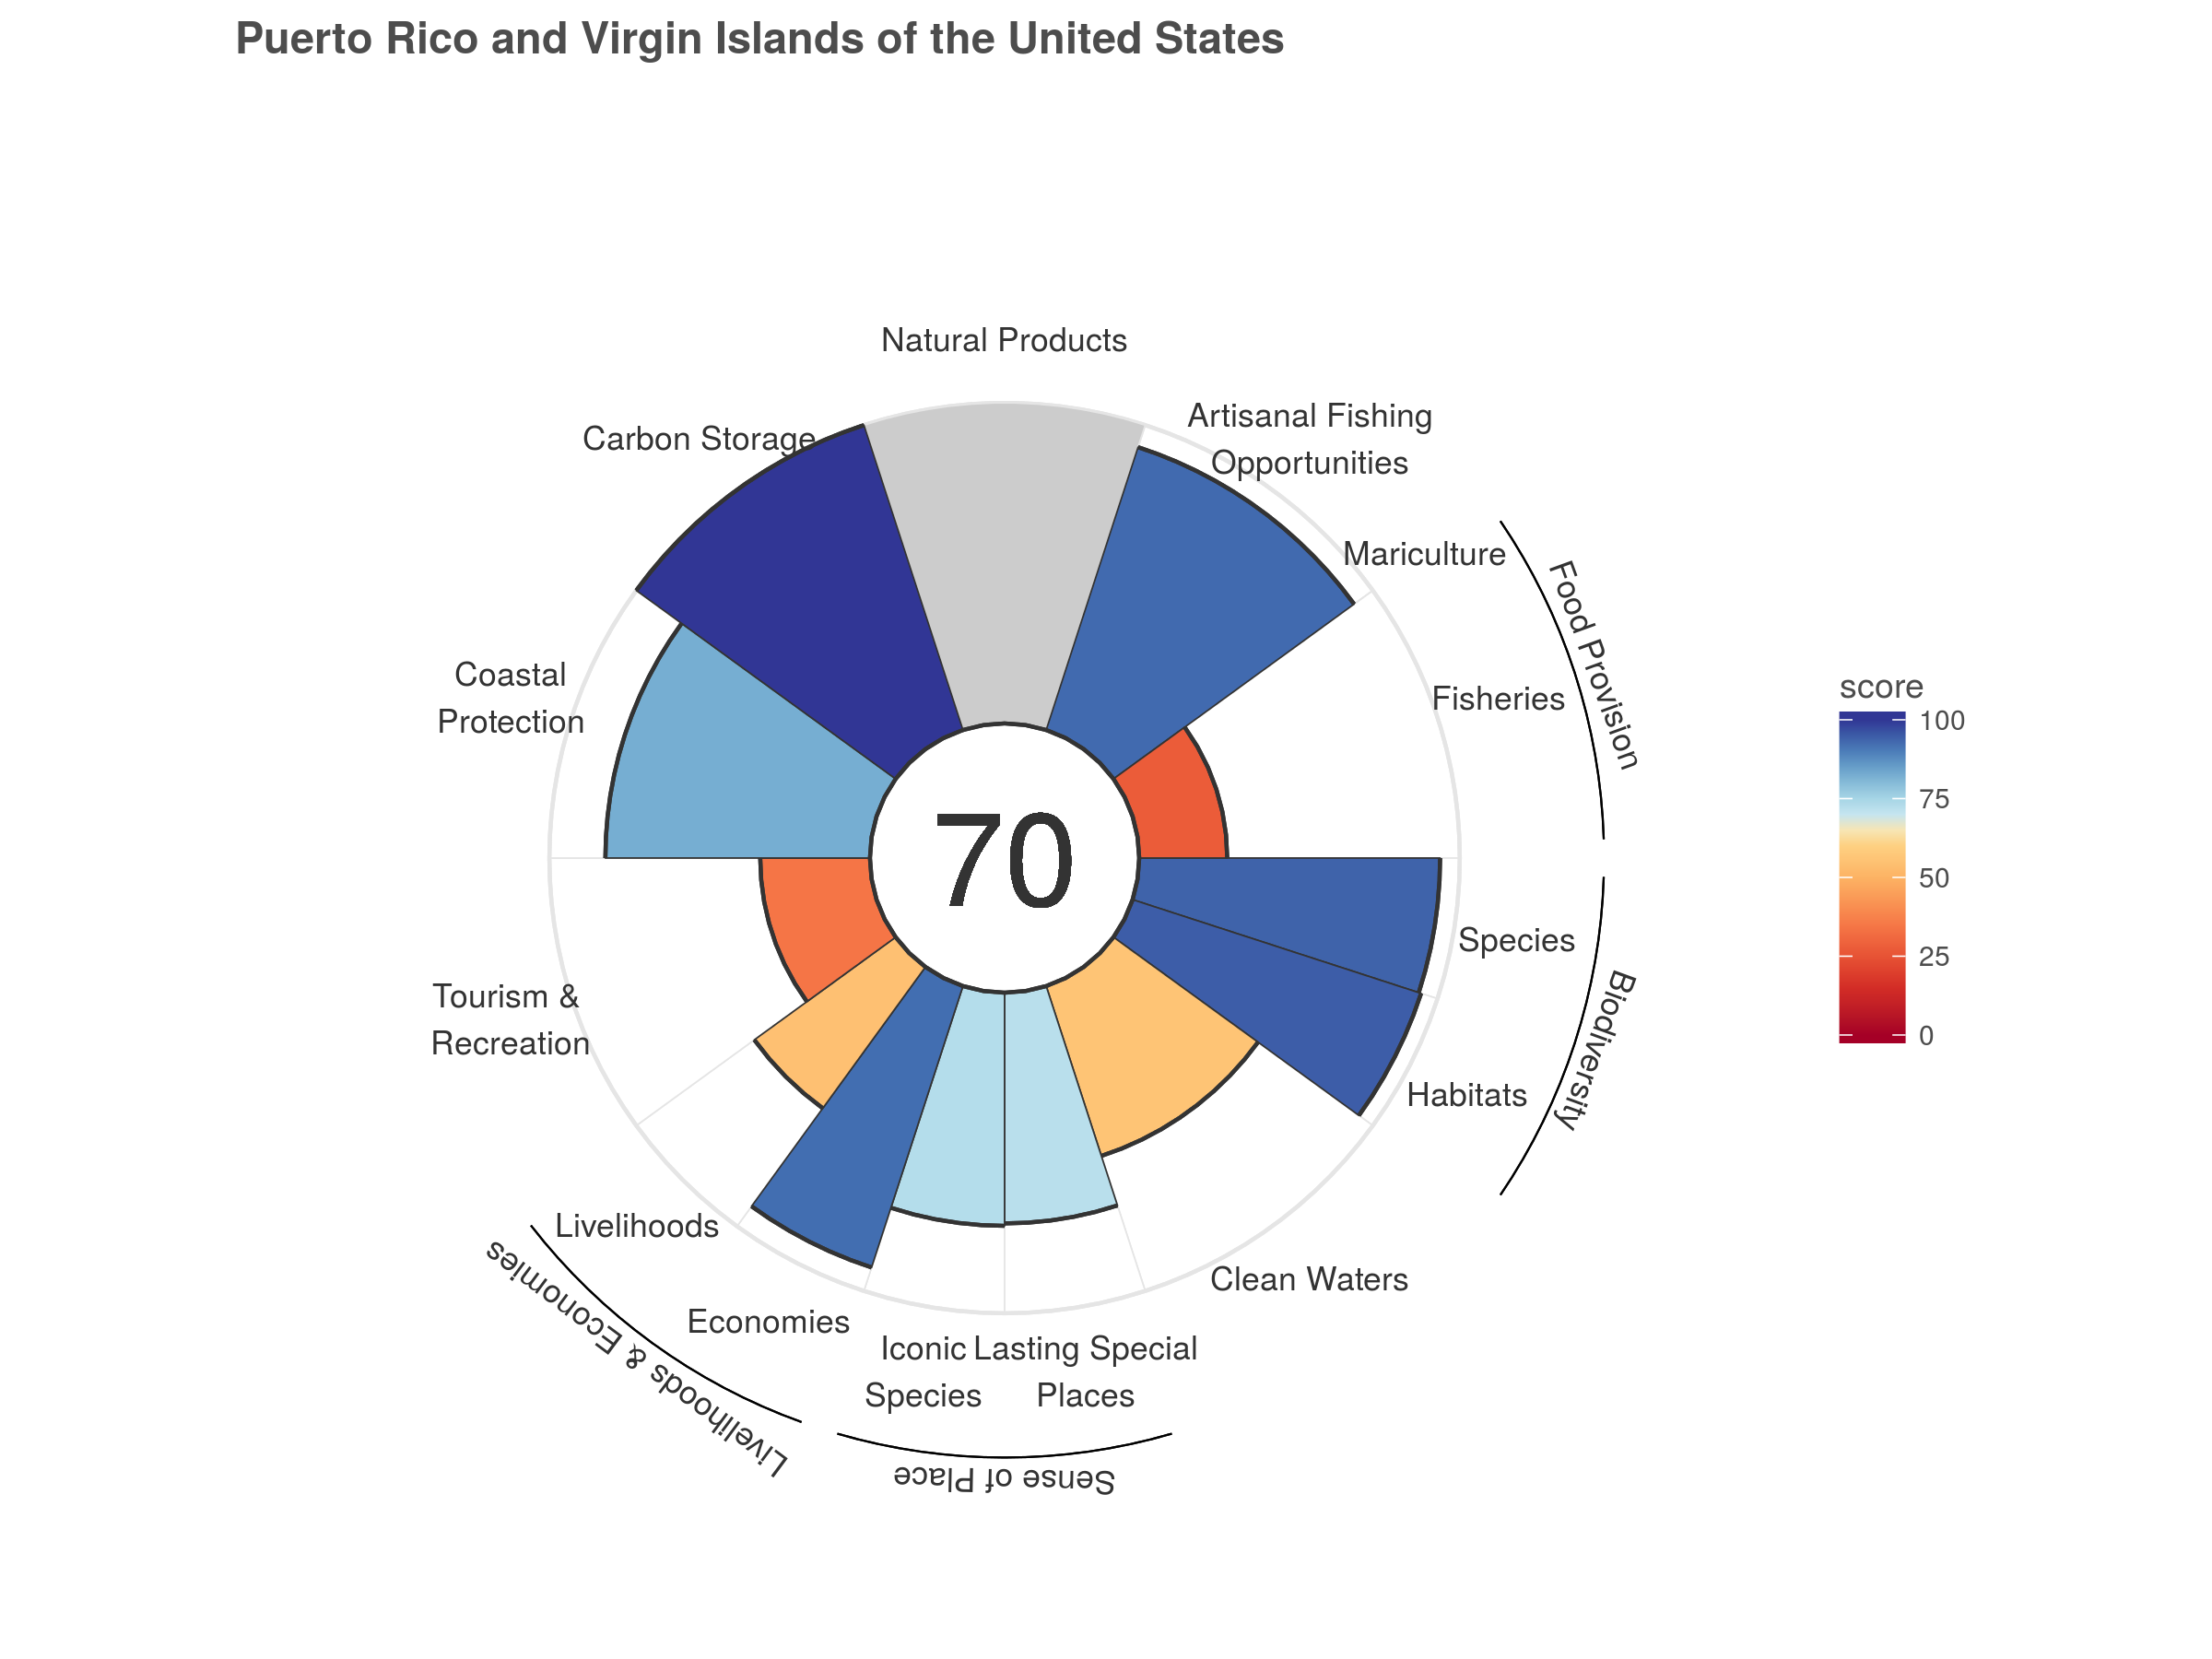 Puerto Rico and Virgin Islands of the United States
Natural Products
Artisanal Fishing
Opportunities
Carbon Storage
Mariculture
Food Provision
Fisheries
Coastal
Protection
score
100
75
50
25
0
70
Species
Biodiversity
Tourism &
Recreation
Habitats
Livelihoods
Clean Waters
Economies
Livelihoods & Economies
Iconic
Species
Lasting Special
Places
Sense of Place